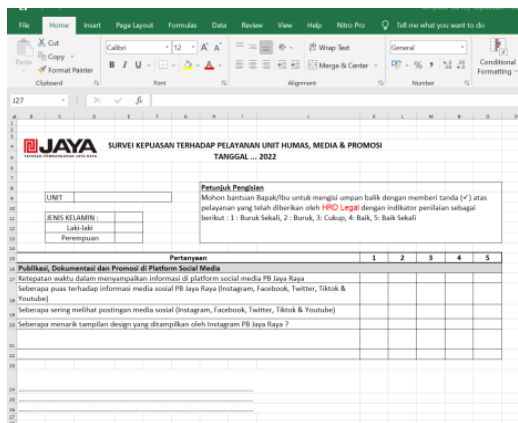 File Home Insert Page Layout Formulas Data Review View Help Nitro Pro Tell me what you want to do
Cut
Copy
Format Painter
Paste
Clipboard
Calibri 12
B I U
Font
Wrap Text
Merge & Center
Alignment
General
Number
Conditional
Formatting
J27
fx
JAYA
YAYASAN PEMBANGUNAN JAYA RAYA
SURVEI KEPUASAN TERHADAP PELAYANAN UNIT HUMAS, MEDIA & PROMOSI
TANGGAL ... 2022
Petunjuk Pengisian
Mohon bantuan Bapak/Ibu untuk mengisi umpan balik dengan memberi tanda (✓) atas
pelayanan yang telah diberikan oleh HRD Legal dengan indikator penilaian sebagai
berikut : 1 : Buruk Sekali, 2 : Buruk, 3: Cukup, 4: Baik, 5: Baik Sekali
UNIT
JENIS KELAMIN :
Laki-laki
Perempuan
Pertanyaan 1 2 3 4 5
Publikasi, Dokumentasi dan Promosi di Platform Social Media
Ketepatan waktu dalam menyampaikan informasi di platform social media PB Jaya Raya
Seberapa puas terhadap informasi media sosial PB Jaya Raya (Instagram, Facebook, Twitter, Tiktok &
Youtube)
Seberapa sering melihat postingan media sosial (Instagram, Facebook, Twitter, Tiktok & Youtube)
Seberapa menarik tampilan design yang ditampilkan oleh Instagram PB Jaya Raya ?